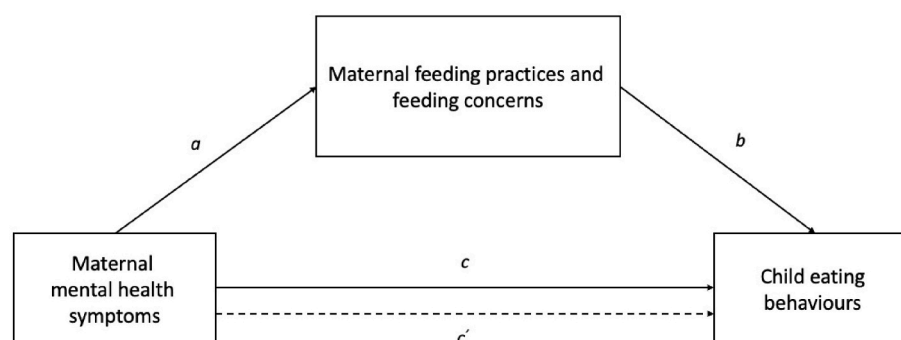 Maternal feeding practices and
feeding concerns
a
b
Maternal
mental health
symptoms
c
c′
Child eating
behaviours